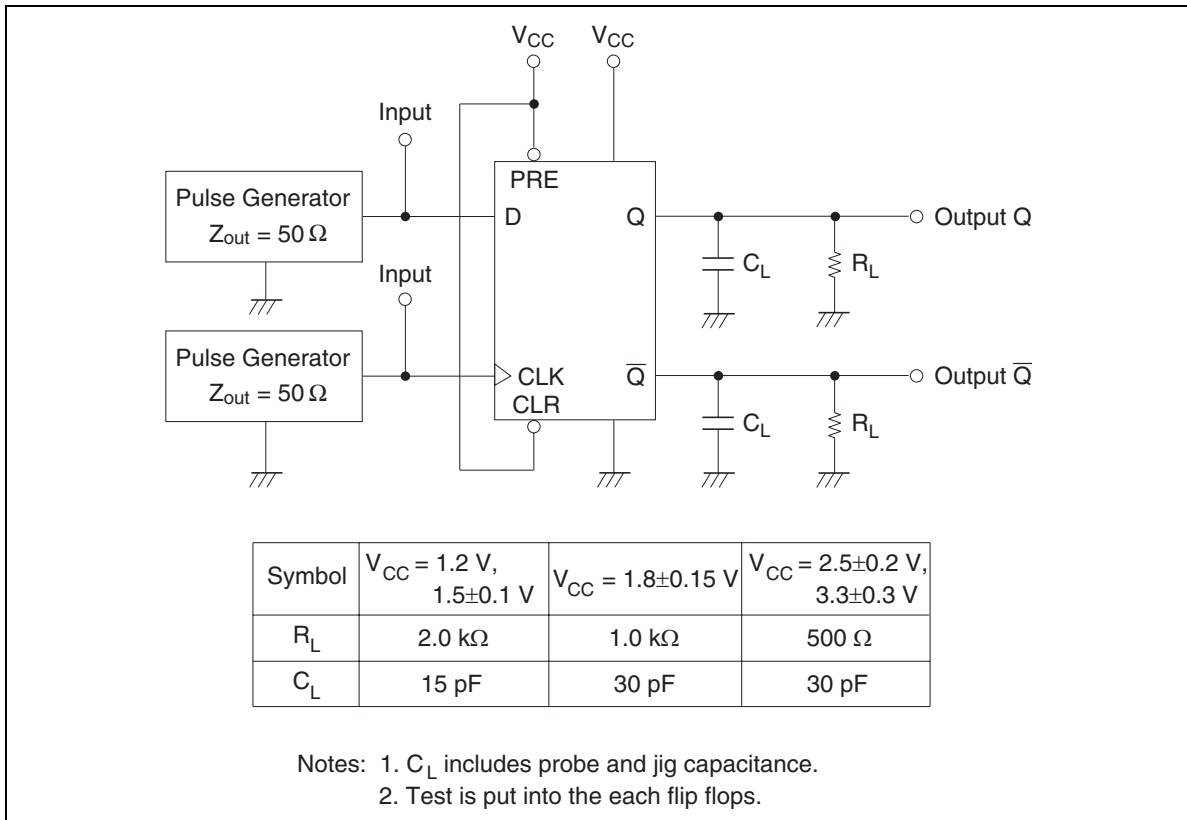 VCC VCC
Input
Pulse Generator
Zout = 50 Ω
PRE
D Q
Output Q
CL RL
Input
Pulse Generator
Zout = 50 Ω
CLK Q̅
CLR
Output Q̅
CL RL
Symbol VCC = 1.2 V, 1.5±0.1 V VCC = 1.8±0.15 V VCC = 2.5±0.2 V, 3.3±0.3 V
RL 2.0 kΩ 1.0 kΩ 500 Ω
CL 15 pF 30 pF 30 pF
Notes: 1. CL includes probe and jig capacitance.
2. Test is put into the each flip flops.